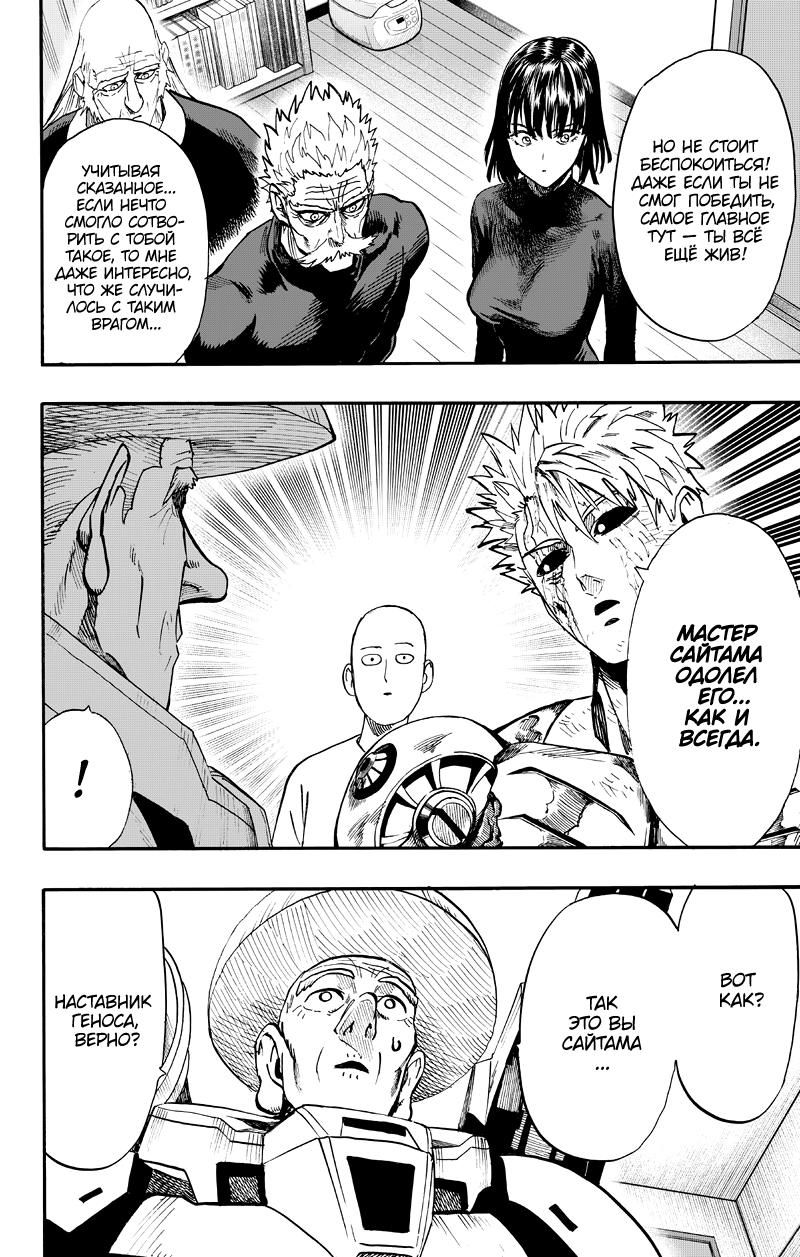 НО НЕ СТОИТ
БЕСПОКОИТЬСЯ!
ДАЖЕ ЕСЛИ ТЫ НЕ
СМОГ ПОБЕДИТЬ,
САМОЕ ГЛАВНОЕ
ТУТ — ТЫ ВСЁ
ЕЩЁ ЖИВ!
УЧИТЫВАЯ
СКАЗАННОЕ...
ЕСЛИ НЕЧТО
СМОГЛО СОТВО-
РИТЬ С ТОБОЙ
ТАКОЕ, ТО МНЕ
ДАЖЕ ИНТЕРЕСНО,
ЧТО ЖЕ СЛУЧИ-
ЛОСЬ С ТАКИМ
ВРАГОМ...
МАСТЕР
САЙТАМА
ОДОЛЕЛ
ЕГО...
КАК И
ВСЕГДА.
!
ВОТ
КАК?
ТАК
ЭТО ВЫ
САЙТАМА
...
НАСТАВНИК
ГЕНОСА,
ВЕРНО?